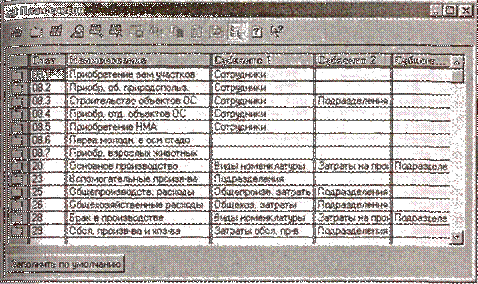 Счет Наименование Субконто 1 Субконто 2 Субконто
08.1 Приобретение зем участков Сотрудники
08.2 Приобр. об. природопольз. Сотрудники
08.3 Строительство объектов ОС Сотрудники Подразделения
08.4 Приобр. отд. объектов ОС Сотрудники
08.5 Приобретение НМА Сотрудники
08.6 Перев молодн. в осн стадо
08.7 Приобр. взрослых животных
20 Основное производство Виды номенклатуры Затраты на прои Подразделе
23 Вспомогательные произв-ва Подразделения
25 Общепроизводств. расходы Общепроизв. затраты Подразделения
26 Общехозяйственные расходы Общехоз. затраты Подразделения
28 Брак в производстве Виды номенклатуры Затраты на прои Подразделе
29 Обсл. произв-ва и хоз-ва Затраты обсл. пр-в Подразделения
Заполнить по умолчанию